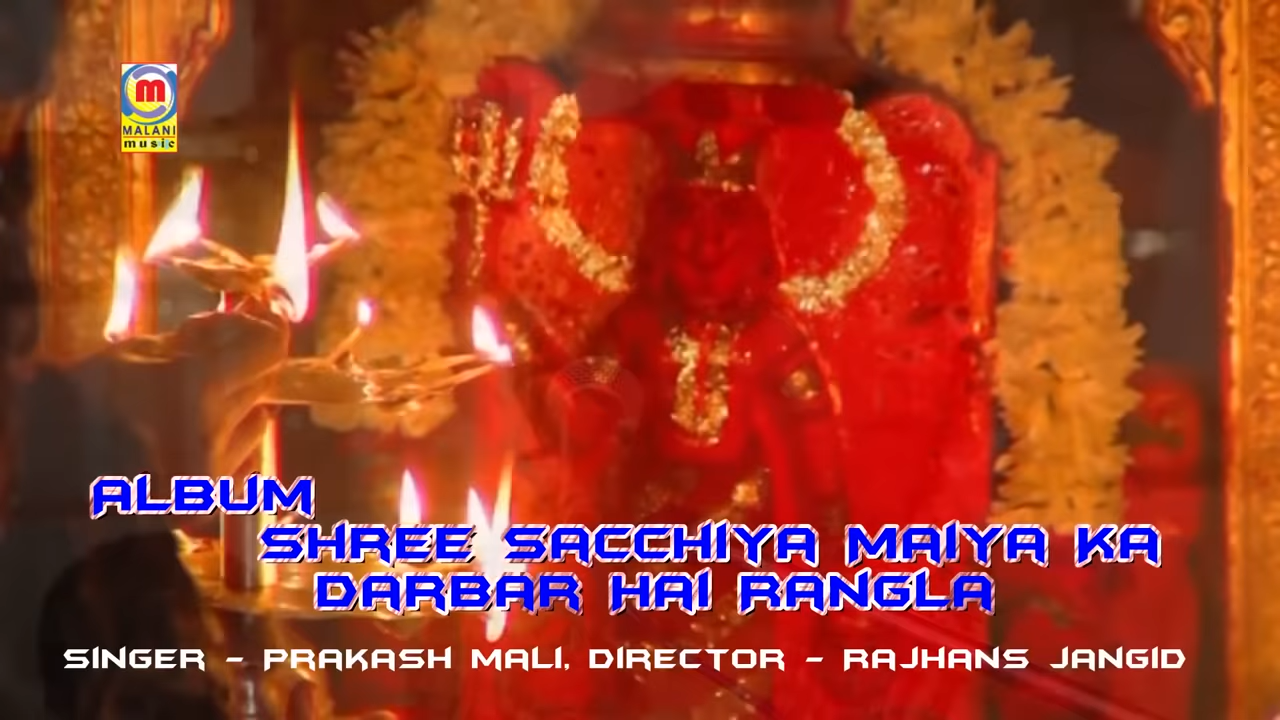 M
MALANI
music
ALBUM
SHREE SACCHIYA MAIYA KA
DARBAR HAI RANGLA
SINGER - PRAKASH MALI, DIRECTOR - RAJHANS JANGID